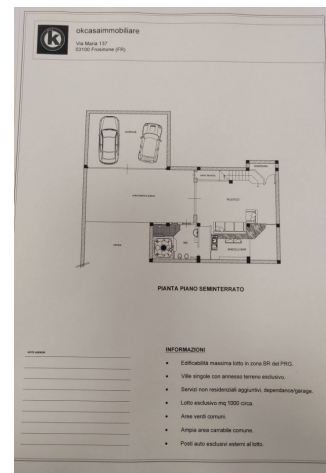 okcasaimmobiliare
Via Maria 137
03100 Frosinone (FR)
PIANTA PIANO SEMINTERRATO
INFORMAZIONI
• Edificabilità massima lotto in zona BR del PRG.
• Ville singole con annesso terreno esclusivo.
• Servizi non residenziali aggiuntivi, dependance/garage.
• Lotto esclusivo mq 1000 circa.
• Aree verdi comuni.
• Ampia area carrabile comune.
• Posti auto esclusivi esterni al lotto.